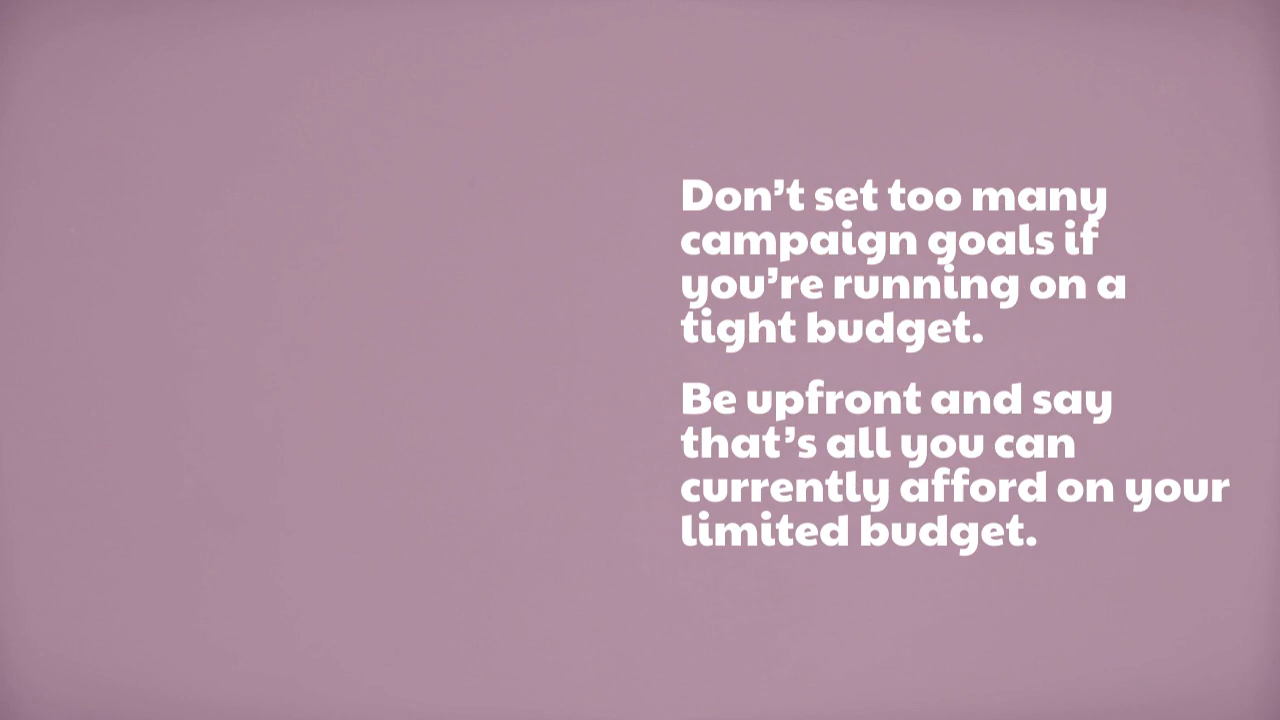 Don’t set too many
campaign goals if
you’re running on a
tight budget.
Be upfront and say
that’s all you can
currently afford on your
limited budget.